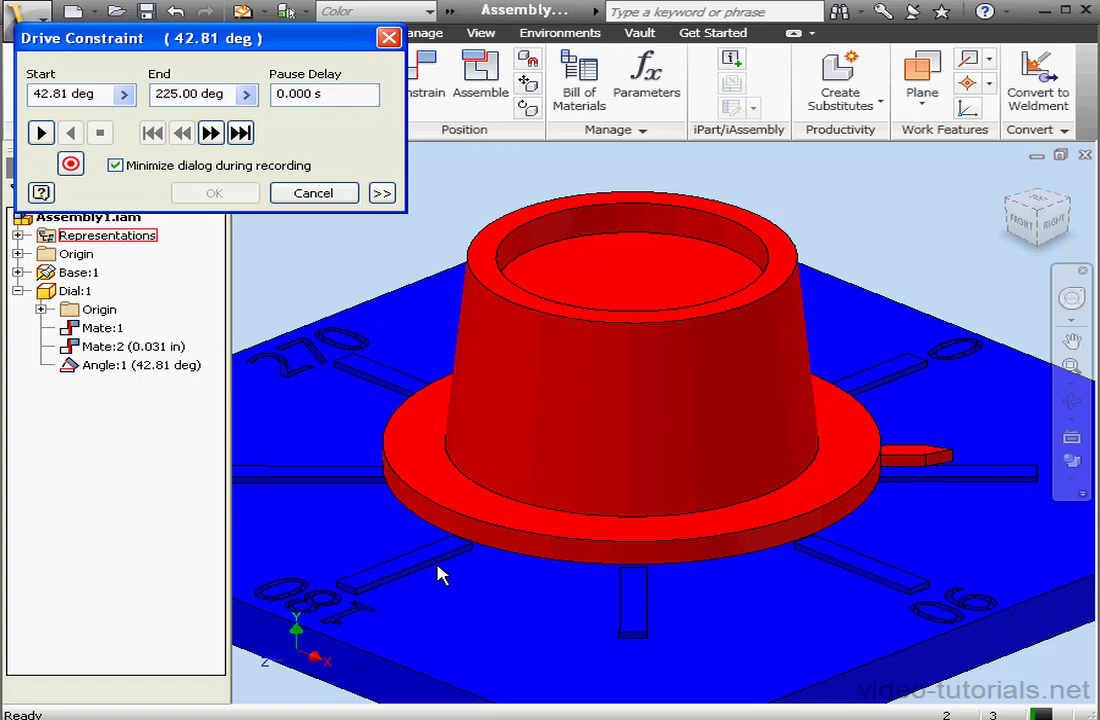 Color
Assembly...
Type a keyword or phrase
Drive Constraint ( 42.81 deg )
anage View Environments Vault Get Started
Start End Pause Delay
42.81 deg 225.00 deg 0.000 s
Minimize dialog during recording
OK Cancel >>
strain Assemble
Bill of Materials
Parameters
Create Substitutes
Plane
Convert to Weldment
Position Manage iPart/iAssembly Productivity Work Features Convert
Assembly1.iam
Representations
Origin
Base:1
Dial:1
Origin
Mate:1
Mate:2 (0.031 in)
Angle:1 (42.81 deg)
FRONT RIGHT
270
0
180
90
Y
Z X
video-tutorials.net
Ready 2 3